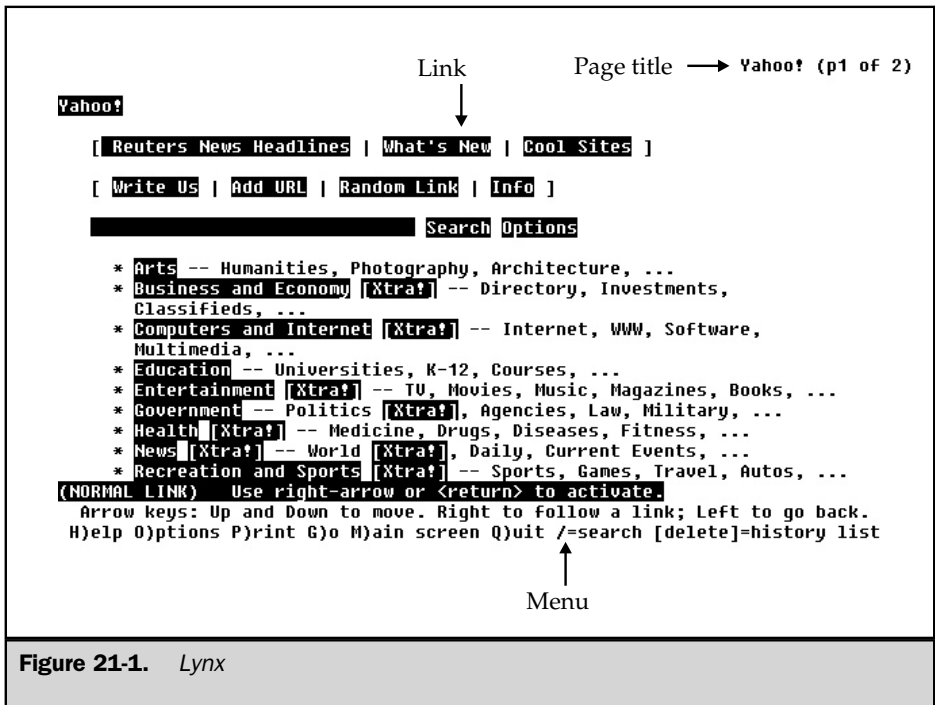 Link
Page title
Yahoo! (p1 of 2)
Yahoo!
[ Reuters News Headlines | What's New | Cool Sites ]
[ Write Us | Add URL | Random Link | Info ]
Search Options
* Arts -- Humanities, Photography, Architecture, ...
* Business and Economy [Xtra!] -- Directory, Investments,
Classifieds, ...
* Computers and Internet [Xtra!] -- Internet, WWW, Software,
Multimedia, ...
* Education -- Universities, K-12, Courses, ...
* Entertainment [Xtra!] -- TV, Movies, Music, Magazines, Books, ...
* Government -- Politics [Xtra!], Agencies, Law, Military, ...
* Health [Xtra!] -- Medicine, Drugs, Diseases, Fitness, ...
* News [Xtra!] -- World [Xtra!], Daily, Current Events, ...
* Recreation and Sports [Xtra!] -- Sports, Games, Travel, Autos, ...
(NORMAL LINK) Use right-arrow or <return> to activate.
Arrow keys: Up and Down to move. Right to follow a link; Left to go back.
H)elp O)ptions P)rint G)o M)ain screen Q)uit /=search [delete]=history list
Menu
Figure 21-1. Lynx